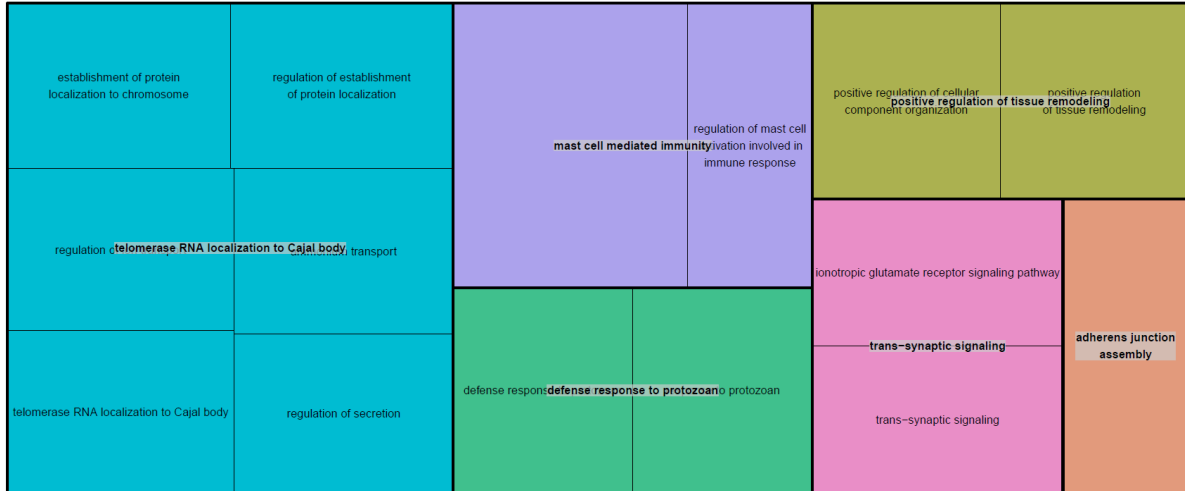 establishment of protein
localization to chromosome
regulation of establishment
of protein localization
regulation
telomerase RNA localization to Cajal body
transport
telomerase RNA localization to Cajal body
regulation of secretion
mast cell mediated immunity
regulation of mast cell
involved in
immune response
defense
defense response to protozoan
protozoan
positive regulation of cellular
component organization
positive regulation of tissue remodeling
positive regulation
of tissue remodeling
ionotropic glutamate receptor signaling pathway
trans−synaptic signaling
trans−synaptic signaling
adherens junction
assembly